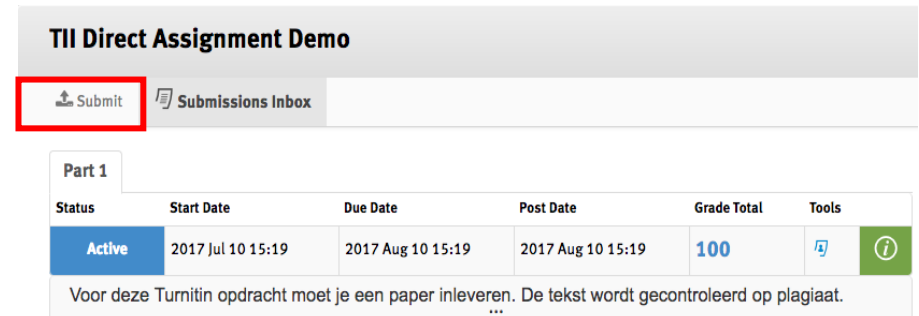 TII Direct Assignment Demo
Submit Submissions Inbox
Part 1
Status Start Date Due Date Post Date Grade Total Tools
Active 2017 Jul 10 15:19 2017 Aug 10 15:19 2017 Aug 10 15:19 100
Voor deze Turnitin opdracht moet je een paper inleveren. De tekst wordt gecontroleerd op plagiaat.
...